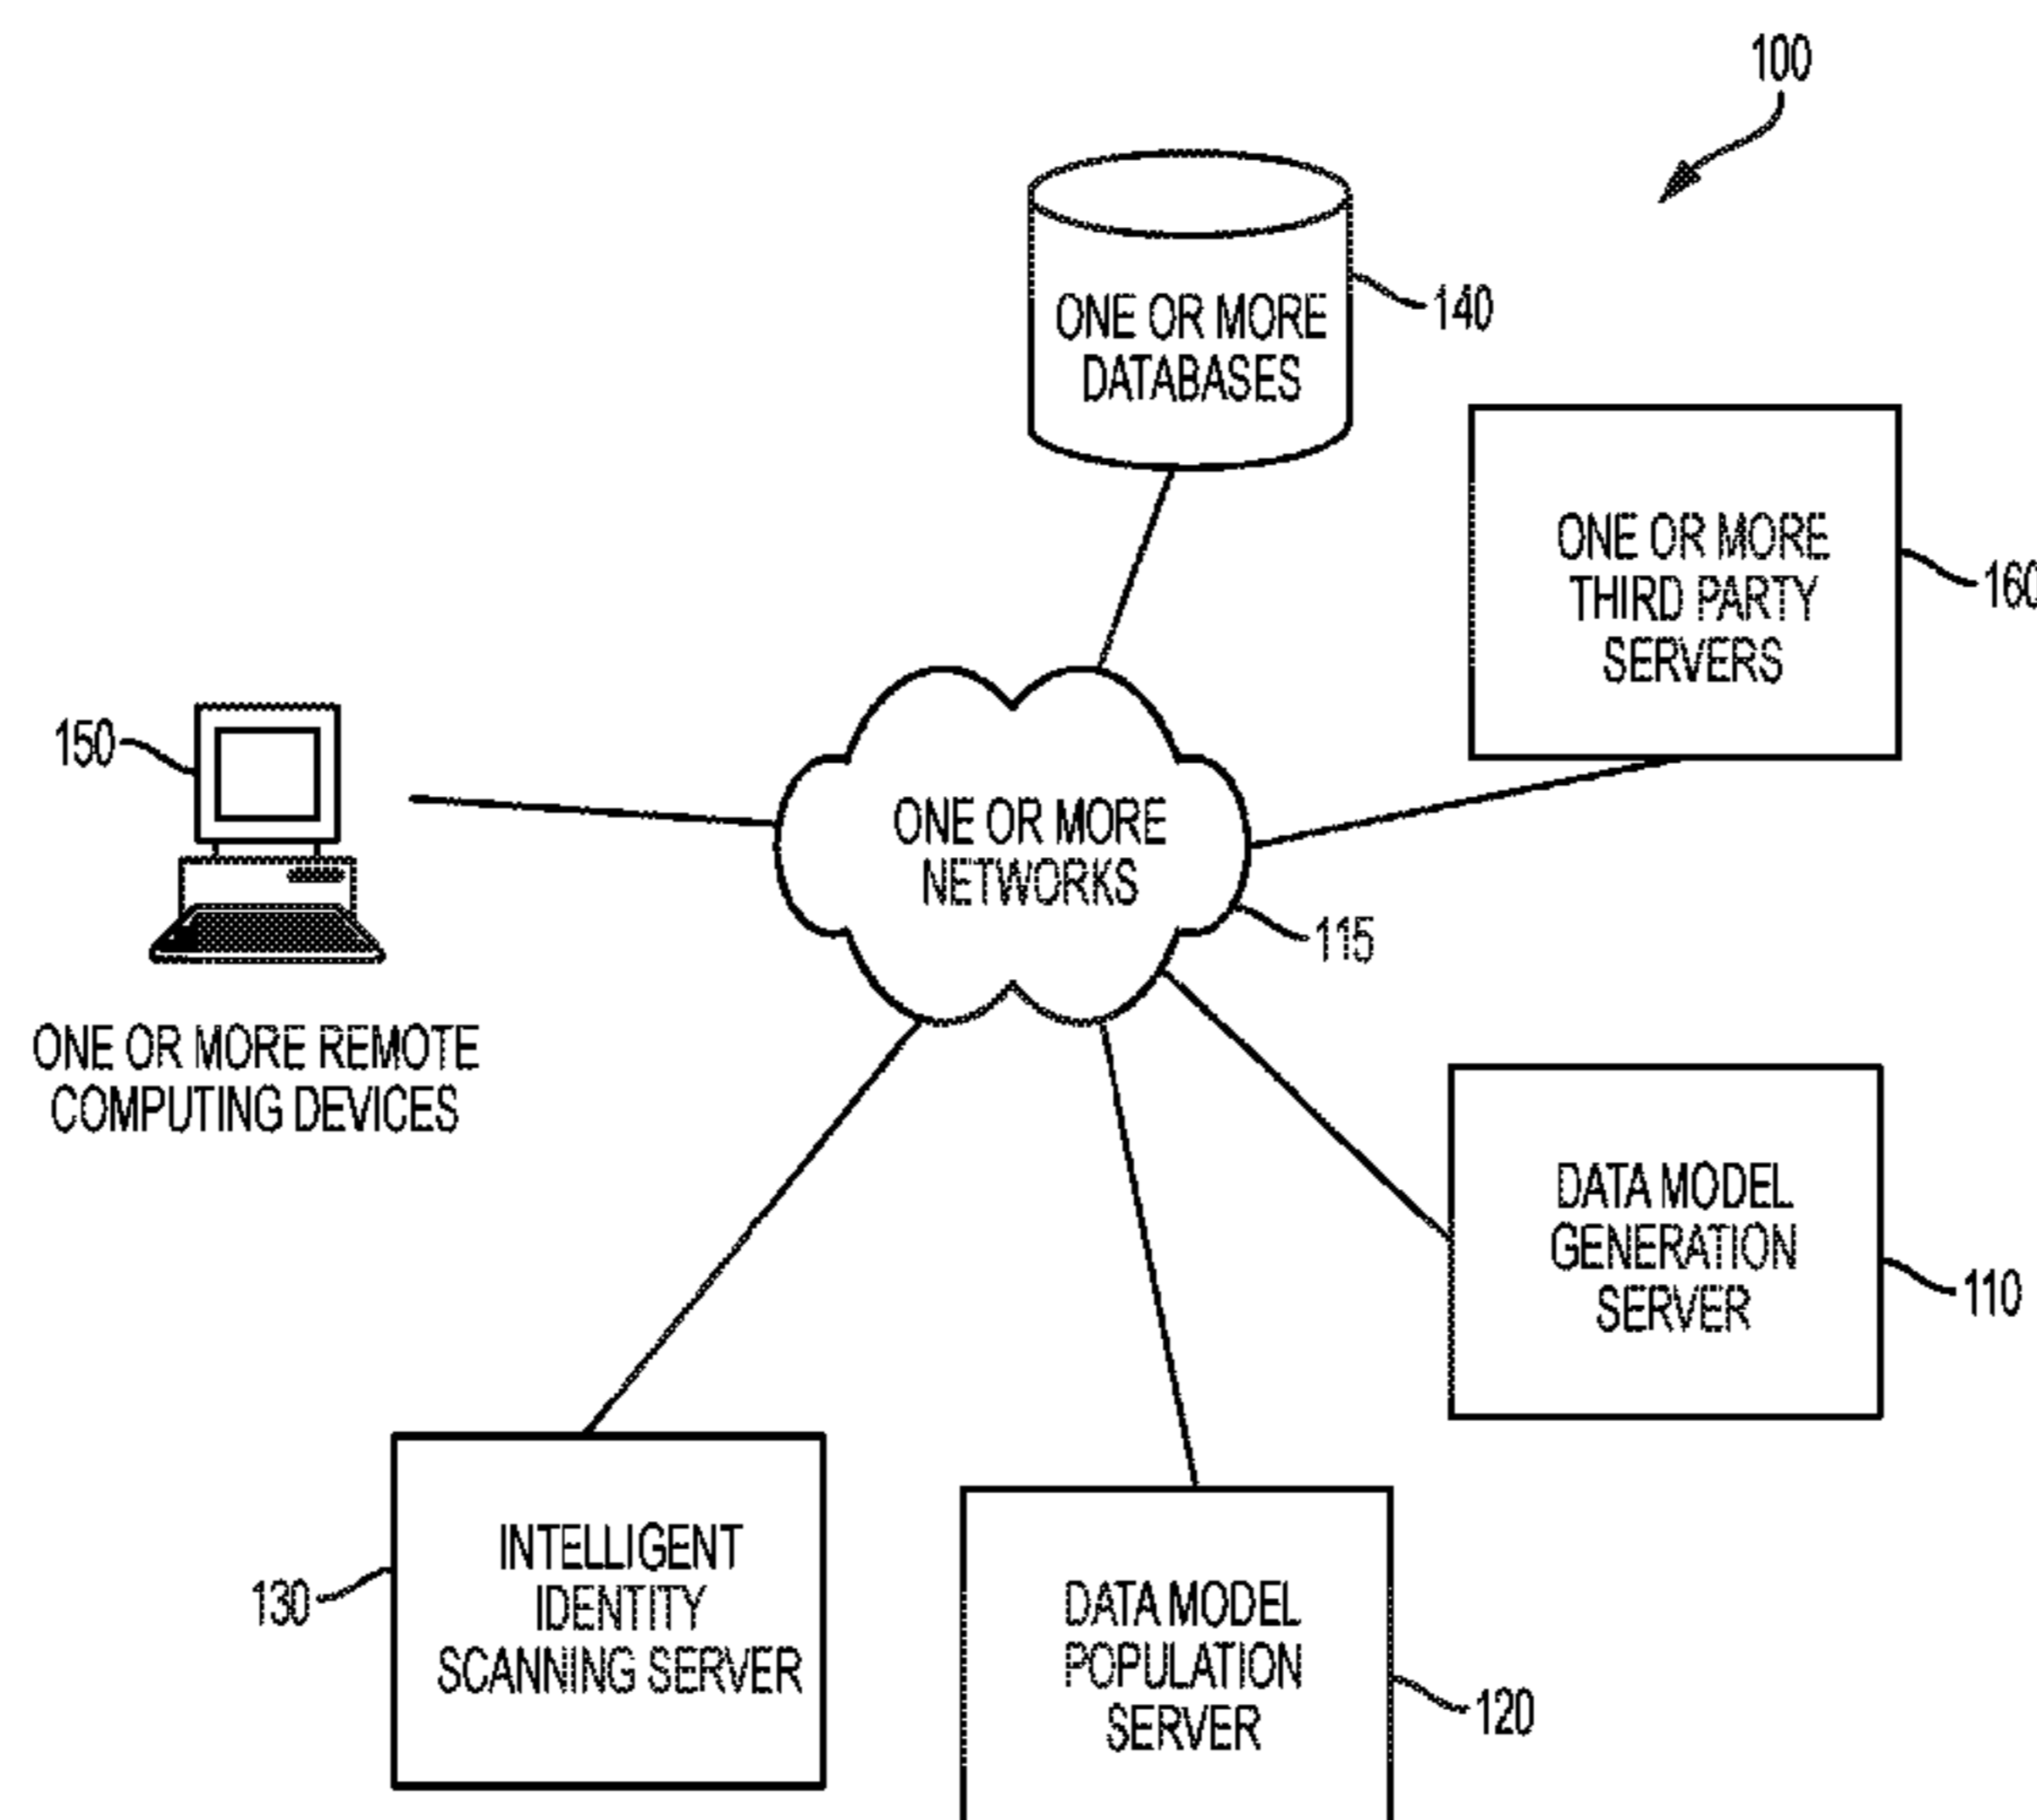 100
ONE OR MORE
DATABASES
140
ONE OR MORE
THIRD PARTY
SERVERS
160
150
ONE OR MORE
NETWORKS
115
ONE OR MORE REMOTE
COMPUTING DEVICES
DATA MODEL
GENERATION
SERVER
110
INTELLIGENT
IDENTITY
SCANNING SERVER
130
DATA MODEL
POPULATION
SERVER
120